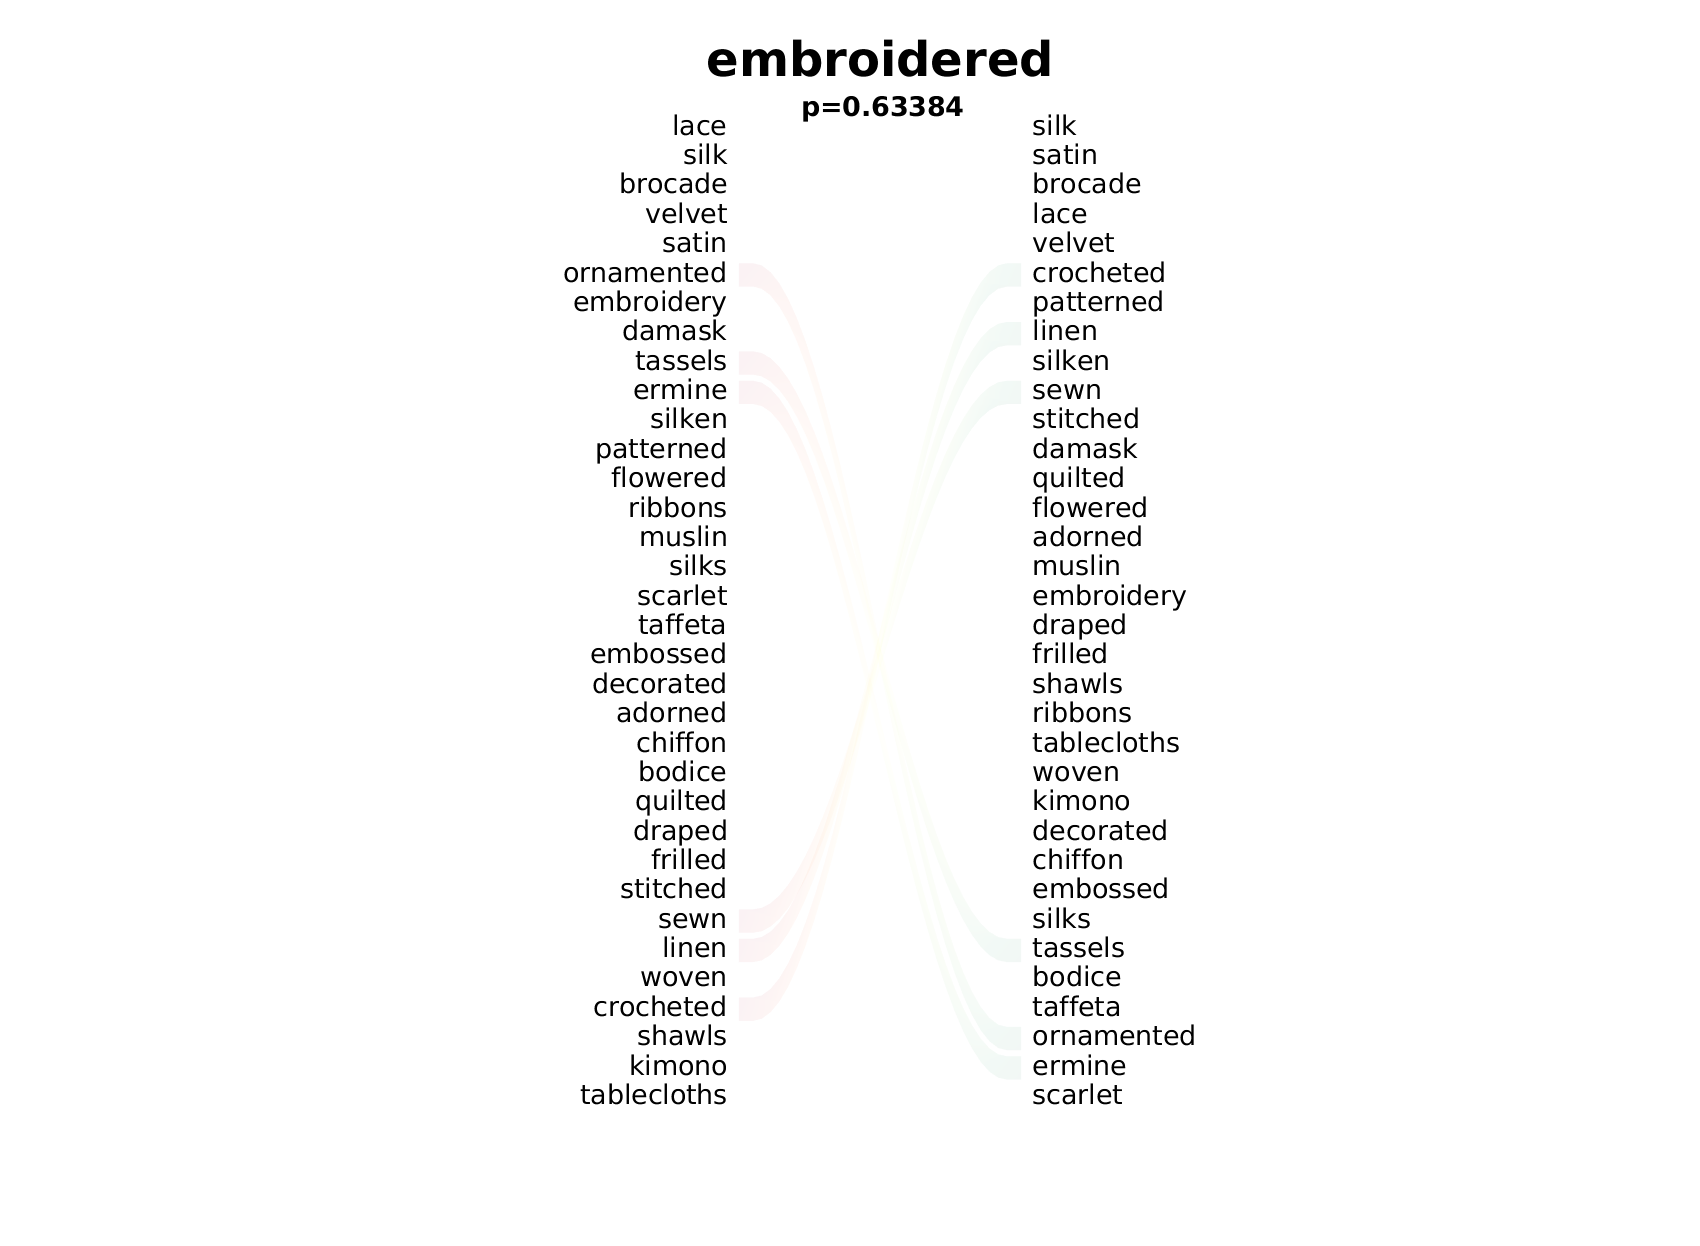 embroidered
p=0.63384
lace silk
silk satin
brocade brocade
velvet lace
satin velvet
ornamented crocheted
embroidery patterned
damask linen
tassels silken
ermine sewn
silken stitched
patterned damask
flowered quilted
ribbons flowered
muslin adorned
silks muslin
scarlet embroidery
taffeta draped
embossed frilled
decorated shawls
adorned ribbons
chiffon tablecloths
bodice woven
quilted kimono
draped decorated
frilled chiffon
stitched embossed
sewn silks
linen tassels
woven bodice
crocheted taffeta
shawls ornamented
kimono ermine
tablecloths scarlet